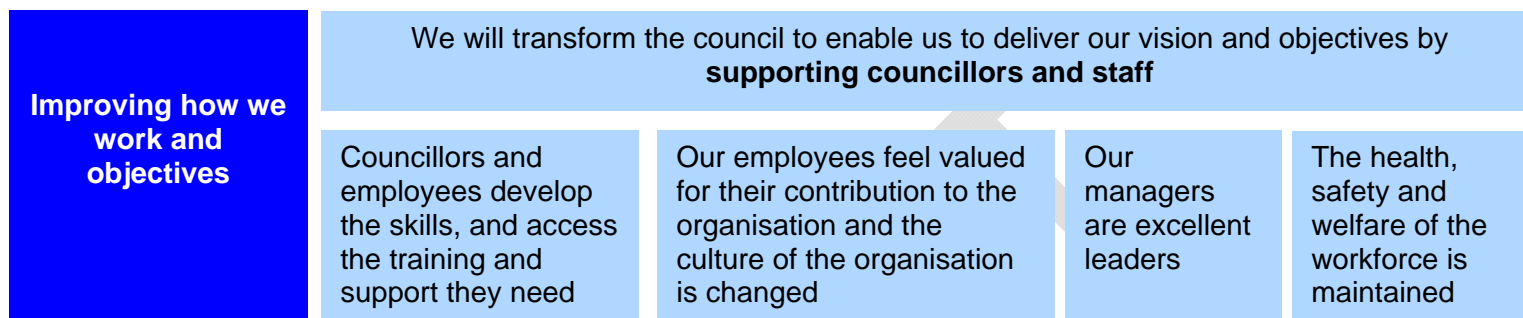 Improving how we
work and
objectives
We will transform the council to enable us to deliver our vision and objectives by
supporting councillors and staff
Councillors and
employees develop
the skills, and access
the training and
support they need
Our employees feel valued
for their contribution to the
organisation and the
culture of the organisation
is changed
Our
managers
are excellent
leaders
The health,
safety and
welfare of the
workforce is
maintained